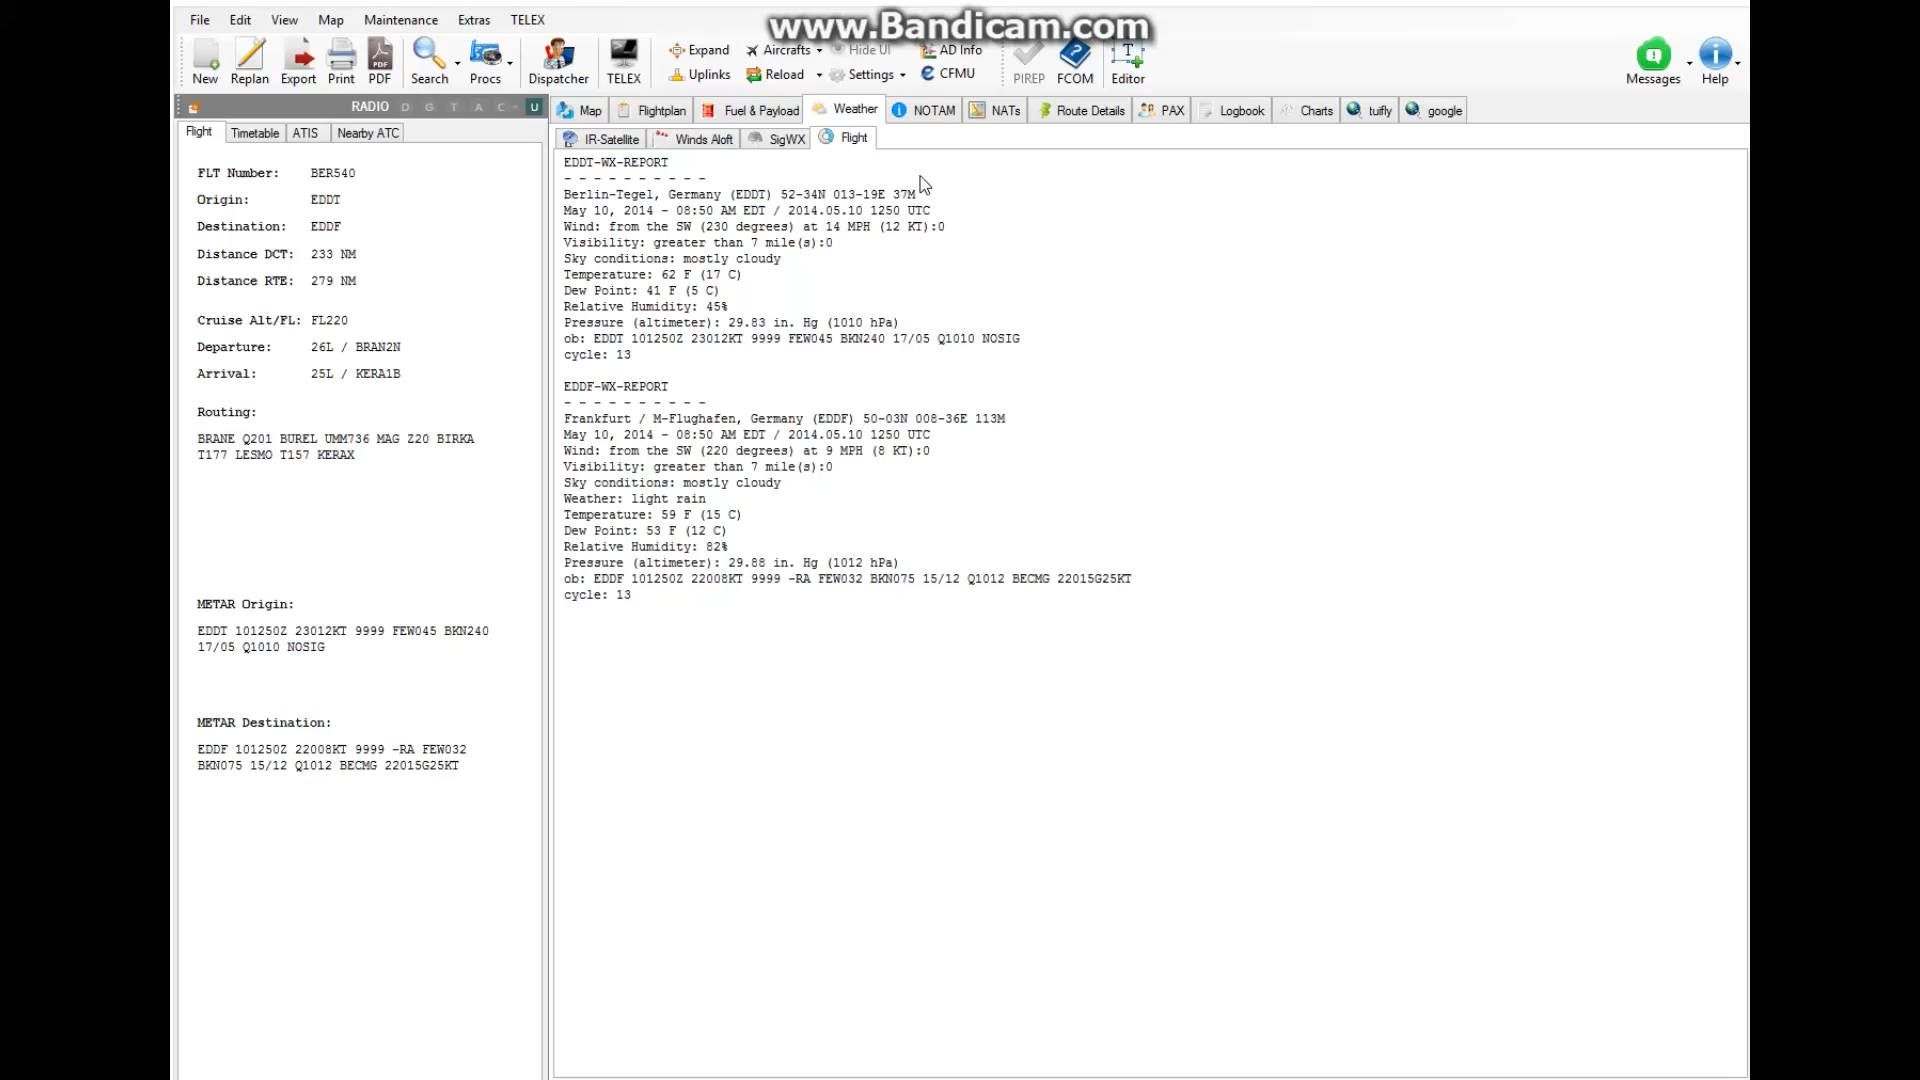 www.Bandicam.com
File Edit View Map Maintenance Extras TELEX
Expand Aircrafts Hide UI AD Info
Uplinks Reload Settings CFMU
New Replan Export Print PDF Search Procs Dispatcher TELEX PIREP FCOM Editor Messages Help
RADIO D G T A C - U
Map Flightplan Fuel & Payload Weather NOTAM NATs Route Details PAX Logbook Charts tuifly google
Flight Timetable ATIS Nearby ATC
IR-Satellite Winds Aloft SigWX Flight
FLT Number: BER540
Origin: EDDT
Destination: EDDF
Distance DCT: 233 NM
Distance RTE: 279 NM
Cruise Alt/FL: FL220
Departure: 26L / BRAN2N
Arrival: 25L / KERA1B
Routing:
BRANE Q201 BUREL UMM736 MAG Z20 BIRKA
T177 LESMO T157 KERAX
METAR Origin:
EDDT 101250Z 23012KT 9999 FEW045 BKN240
17/05 Q1010 NOSIG
METAR Destination:
EDDF 101250Z 22008KT 9999 -RA FEW032
BKN075 15/12 Q1012 BECMG 22015G25KT
EDDT-WX-REPORT
- - - - - - - - - -
Berlin-Tegel, Germany (EDDT) 52-34N 013-19E 37M
May 10, 2014 - 08:50 AM EDT / 2014.05.10 1250 UTC
Wind: from the SW (230 degrees) at 14 MPH (12 KT):0
Visibility: greater than 7 mile(s):0
Sky conditions: mostly cloudy
Temperature: 62 F (17 C)
Dew Point: 41 F (5 C)
Relative Humidity: 45%
Pressure (altimeter): 29.83 in. Hg (1010 hPa)
ob: EDDT 101250Z 23012KT 9999 FEW045 BKN240 17/05 Q1010 NOSIG
cycle: 13
EDDF-WX-REPORT
- - - - - - - - - -
Frankfurt / M-Flughafen, Germany (EDDF) 50-03N 008-36E 113M
May 10, 2014 - 08:50 AM EDT / 2014.05.10 1250 UTC
Wind: from the SW (220 degrees) at 9 MPH (8 KT):0
Visibility: greater than 7 mile(s):0
Sky conditions: mostly cloudy
Weather: light rain
Temperature: 59 F (15 C)
Dew Point: 53 F (12 C)
Relative Humidity: 82%
Pressure (altimeter): 29.88 in. Hg (1012 hPa)
ob: EDDF 101250Z 22008KT 9999 -RA FEW032 BKN075 15/12 Q1012 BECMG 22015G25KT
cycle: 13